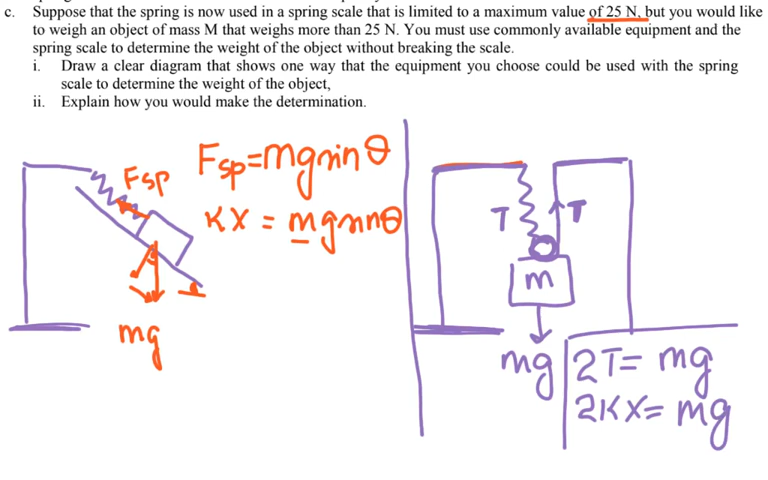 c. Suppose that the spring is now used in a spring scale that is limited to a maximum value of 25 N, but you would like
to weigh an object of mass M that weighs more than 25 N. You must use commonly available equipment and the
spring scale to determine the weight of the object without breaking the scale.
i. Draw a clear diagram that shows one way that the equipment you choose could be used with the spring
scale to determine the weight of the object,
ii. Explain how you would make the determination.
Fsp
Fsp=mgsinθ
KX = mgsinθ
mg
T
T
m
mg
2T= mg
2KX= mg